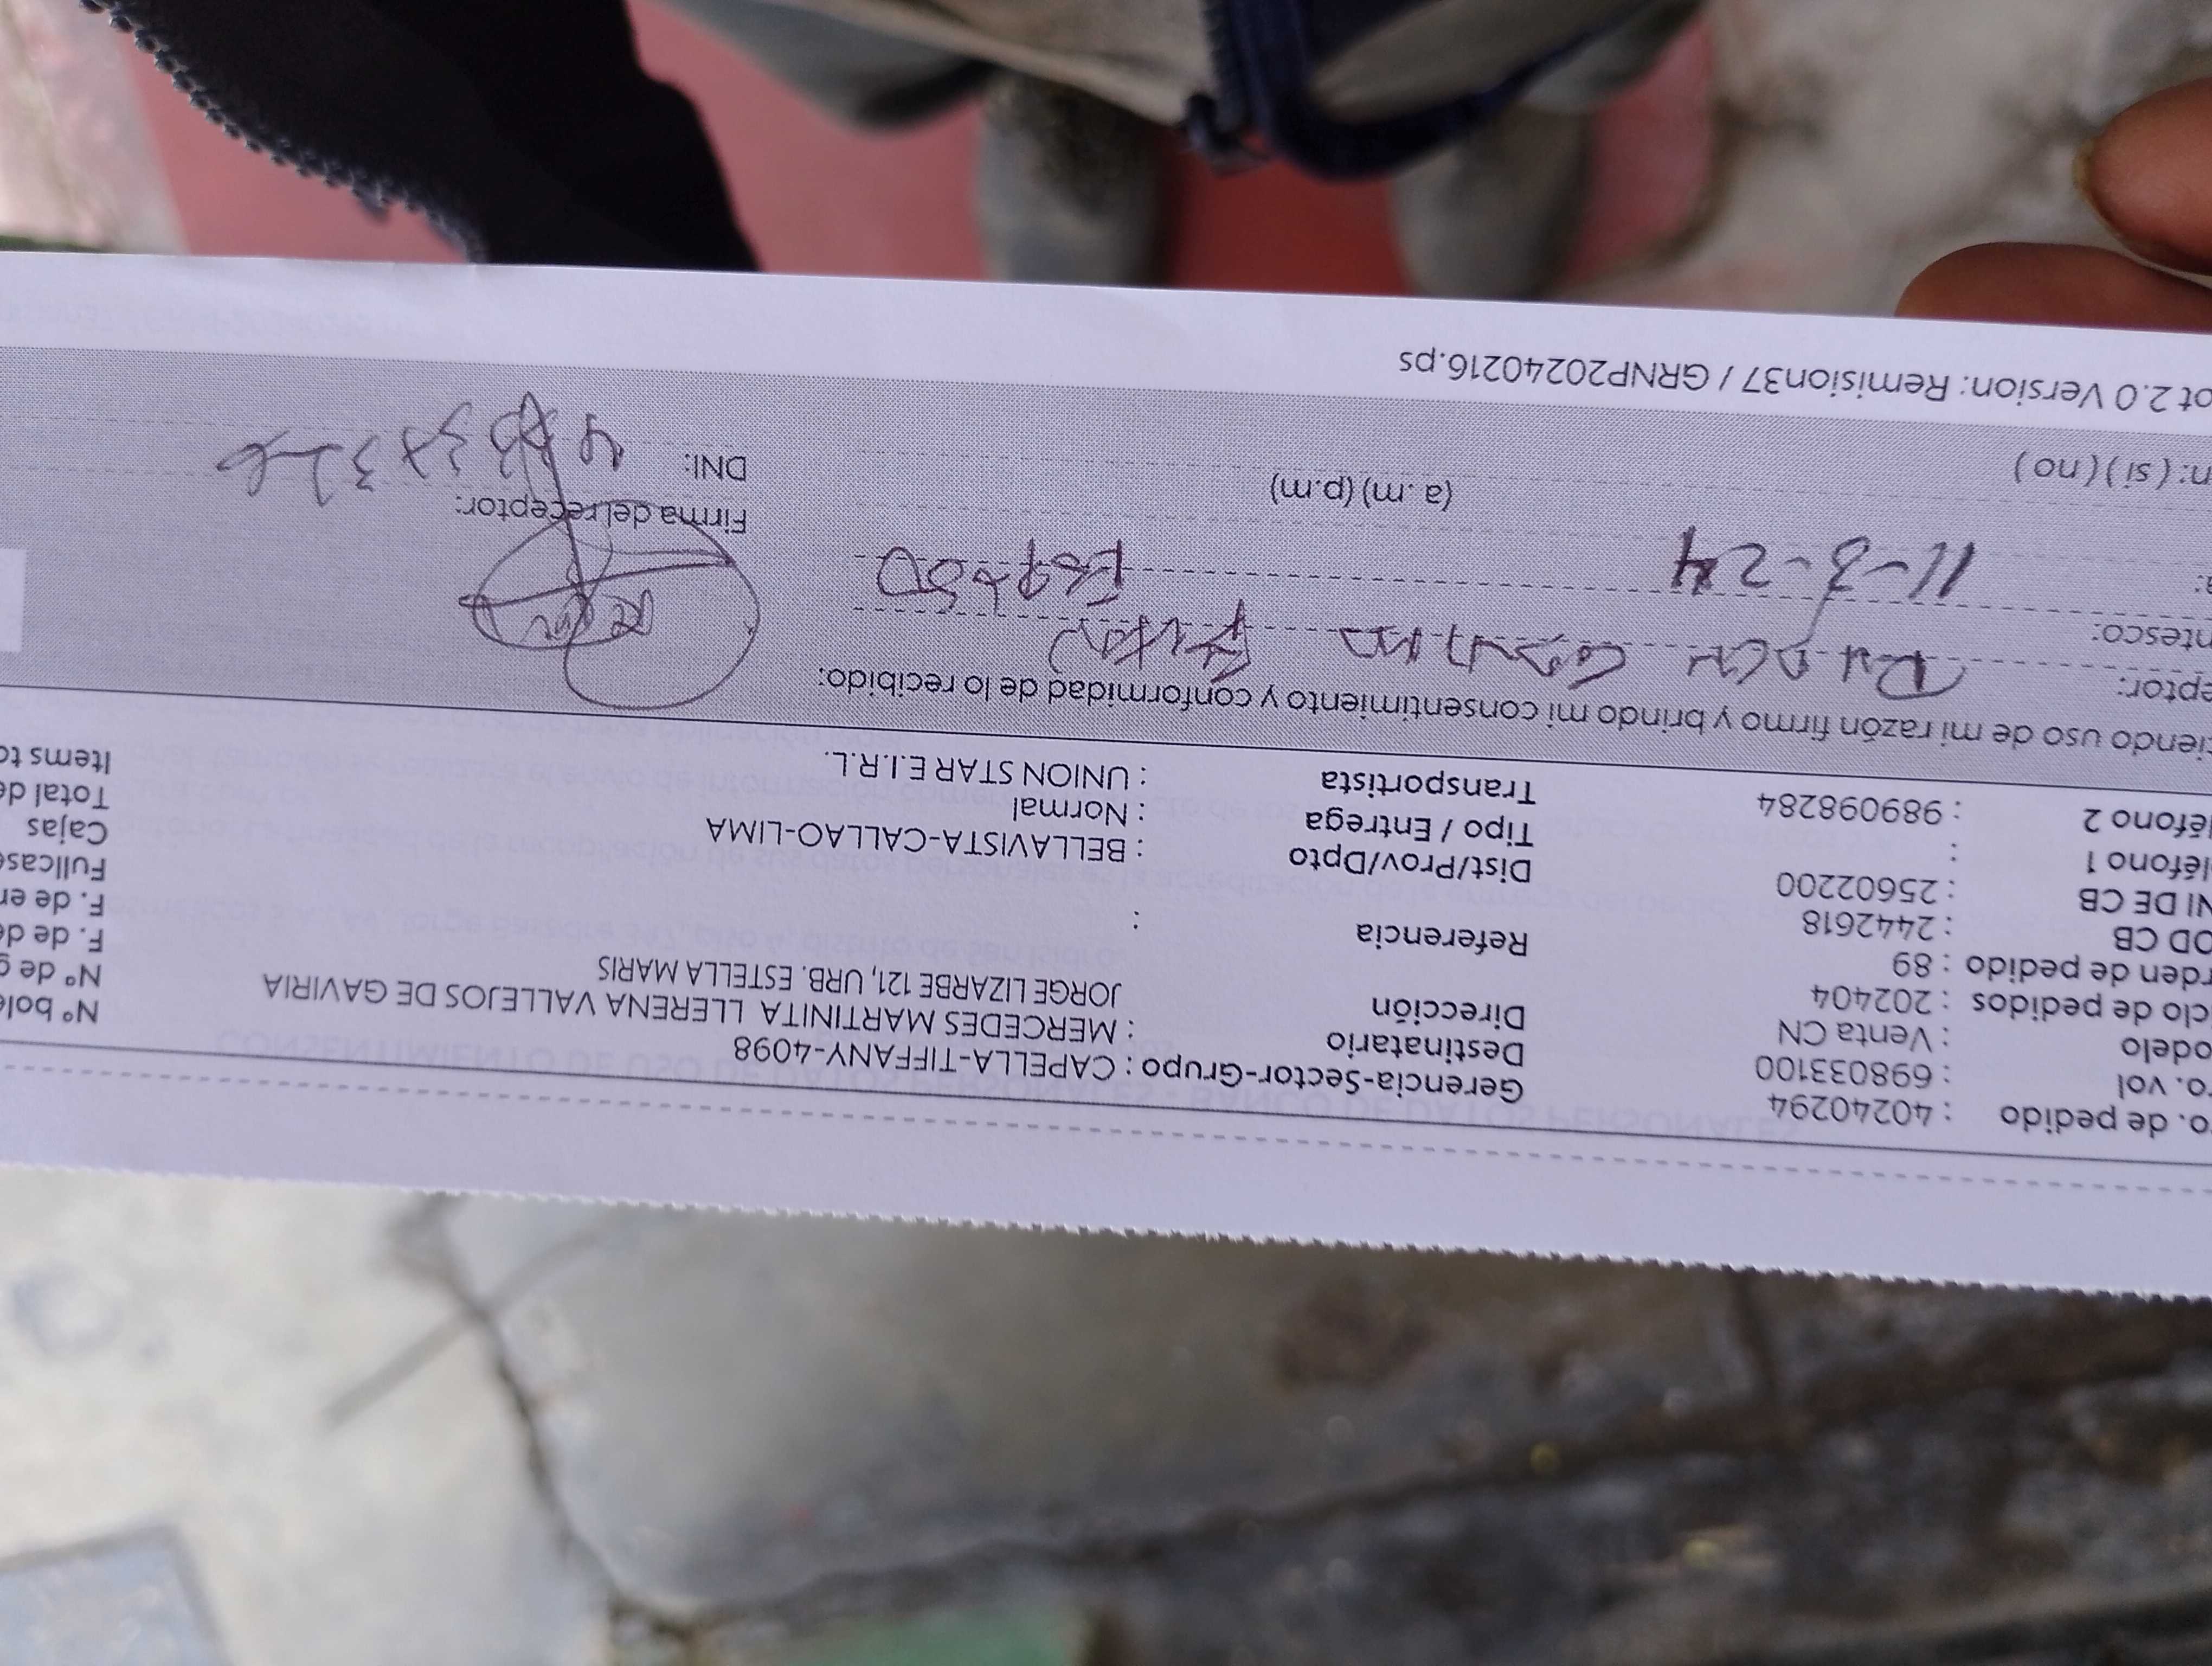 o. de pedido : 40240294
o. vol : 698033100
odelo : Venta CN
clo de pedidos : 202404
rden de pedido : 89
OD CB : 2442618
NI DE CB : 25602200
léfono 1 :
léfono 2 : 989098284
Gerencia-Sector-Grupo : CAPELLA-TIFFANY-4098
Destinatario : MERCEDES MARTINITA LLERENA VALLEJOS DE GAVIRIA
Dirección JORGE LIZARBE 121, URB. ESTELLA MARIS
Referencia :
Dist/Prov/Dpto : BELLAVISTA-CALLAO-LIMA
Tipo / Entrega : Normal
Transportista : UNION STAR E.I.R.L.
Nº bole
Nº de g
F. de de
F. de en
Fullcase
Cajas
Total de
Items to
tiendo uso de mi razón firmo y brindo mi consentimiento y conformidad de lo recibido:
eptor:
ntesco: Esposo
11-3-24
(a.m) (p.m)
n: ( si ) ( no )
Firma del receptor:
DNI:
ot 2.0 Version: Remision37 / GRNP20240216.ps